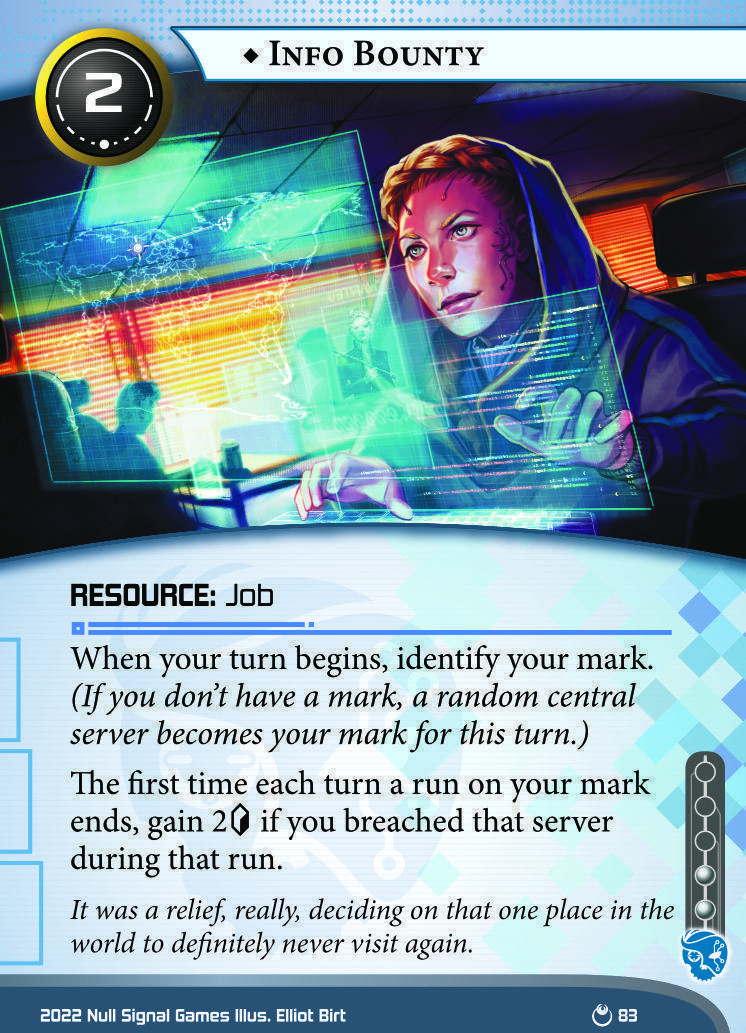 2
◆ INFO BOUNTY
RESOURCE: Job
When your turn begins, identify your mark.
(If you don't have a mark, a random central
server becomes your mark for this turn.)
The first time each turn a run on your mark
ends, gain 2 if you breached that server
during that run.
It was a relief, really, deciding on that one place in the
world to definitely never visit again.
2022 Null Signal Games Illus. Elliot Birt
83